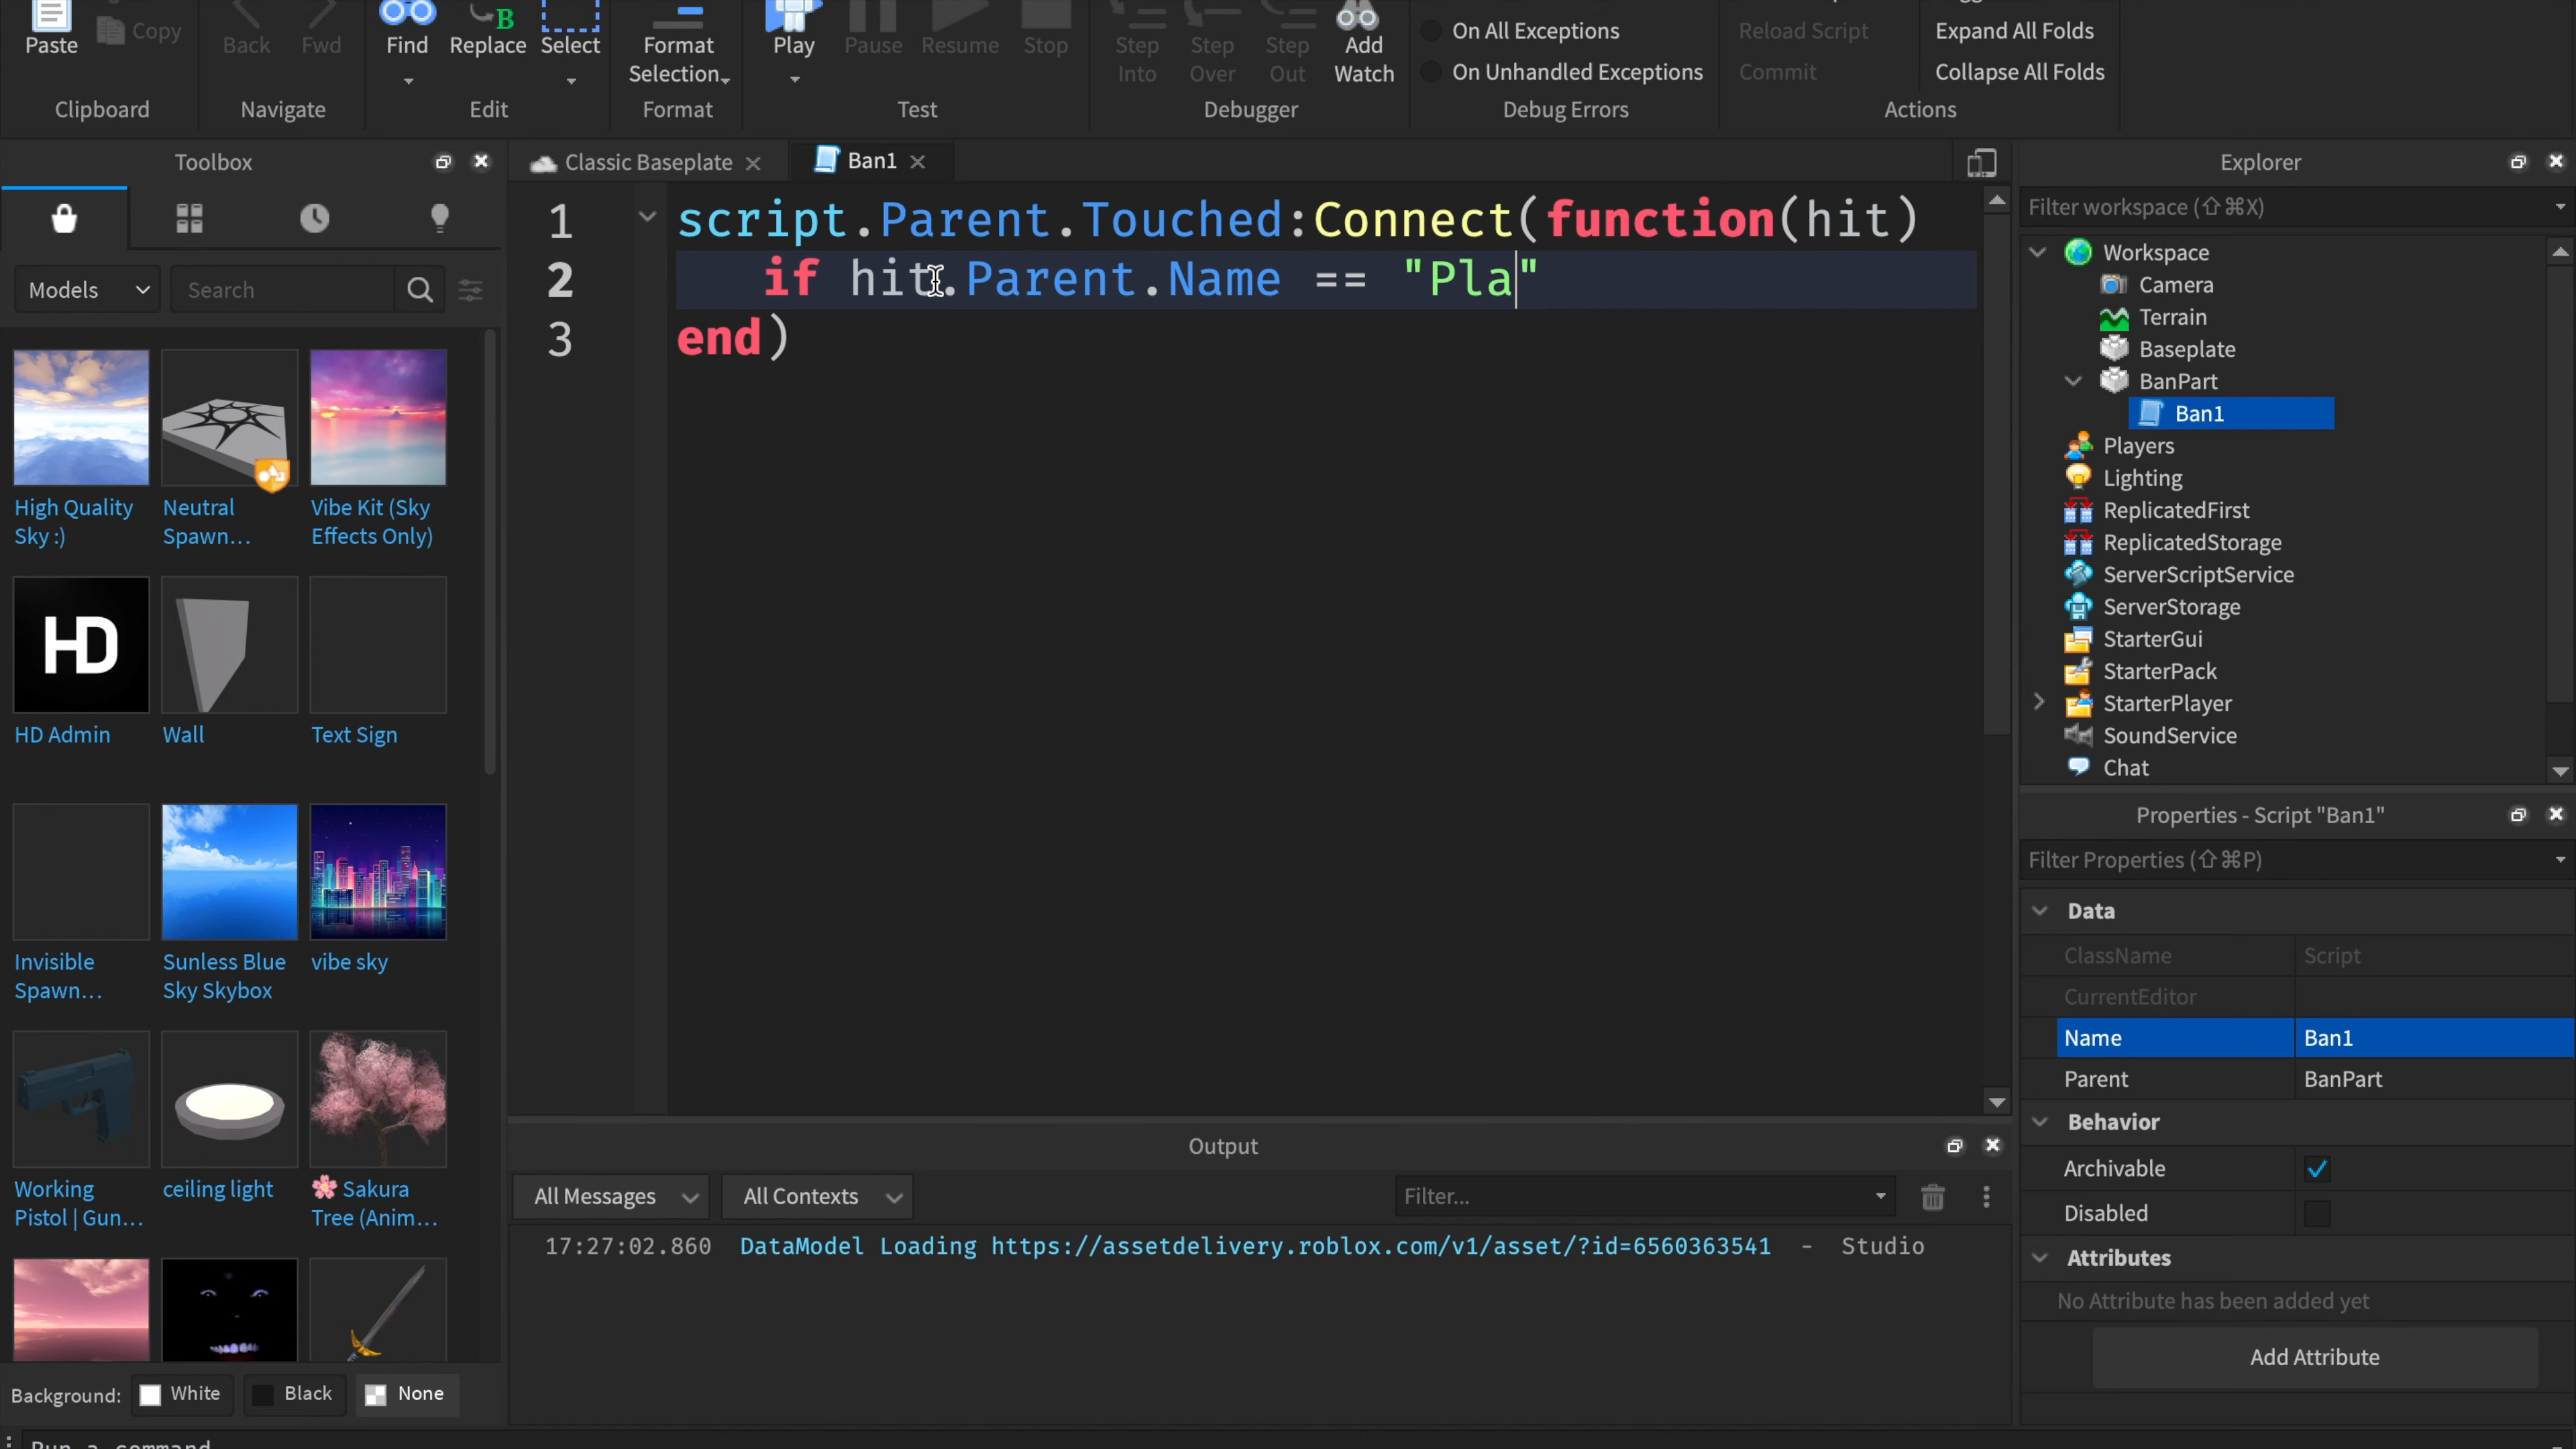 Paste
Copy
Back
Fwd
Find
Replace
Select
Format
Selection
Play
Pause
Resume
Stop
Step
Into
Step
Over
Step
Out
Add
Watch
On All Exceptions
On Unhandled Exceptions
Reload Script
Commit
Expand All Folds
Collapse All Folds
Clipboard
Navigate
Edit
Format
Test
Debugger
Debug Errors
Actions
Toolbox
Models
Search
High Quality
Sky :)
Neutral
Spawn...
Vibe Kit (Sky
Effects Only)
HD
HD Admin
Wall
Text Sign
Invisible
Spawn...
Sunless Blue
Sky Skybox
vibe sky
Working
Pistol | Gun...
ceiling light
🌸 Sakura
Tree (Anim...
Background:
White
Black
None
Classic Baseplate
Ban1
1 script.Parent.Touched:Connect(function(hit)
2 if hit.Parent.Name == "Pla"
3 end)
Output
All Messages
All Contexts
Filter...
17:27:02.860 DataModel Loading https://assetdelivery.roblox.com/v1/asset/?id=6560363541 - Studio
Explorer
Filter workspace (⇧⌘X)
Workspace
Camera
Terrain
Baseplate
BanPart
Ban1
Players
Lighting
ReplicatedFirst
ReplicatedStorage
ServerScriptService
ServerStorage
StarterGui
StarterPack
StarterPlayer
SoundService
Chat
Properties - Script "Ban1"
Filter Properties (⇧⌘P)
Data
ClassName Script
CurrentEditor
Name Ban1
Parent BanPart
Behavior
Archivable
Disabled
Attributes
No Attribute has been added yet
Add Attribute
Run a command